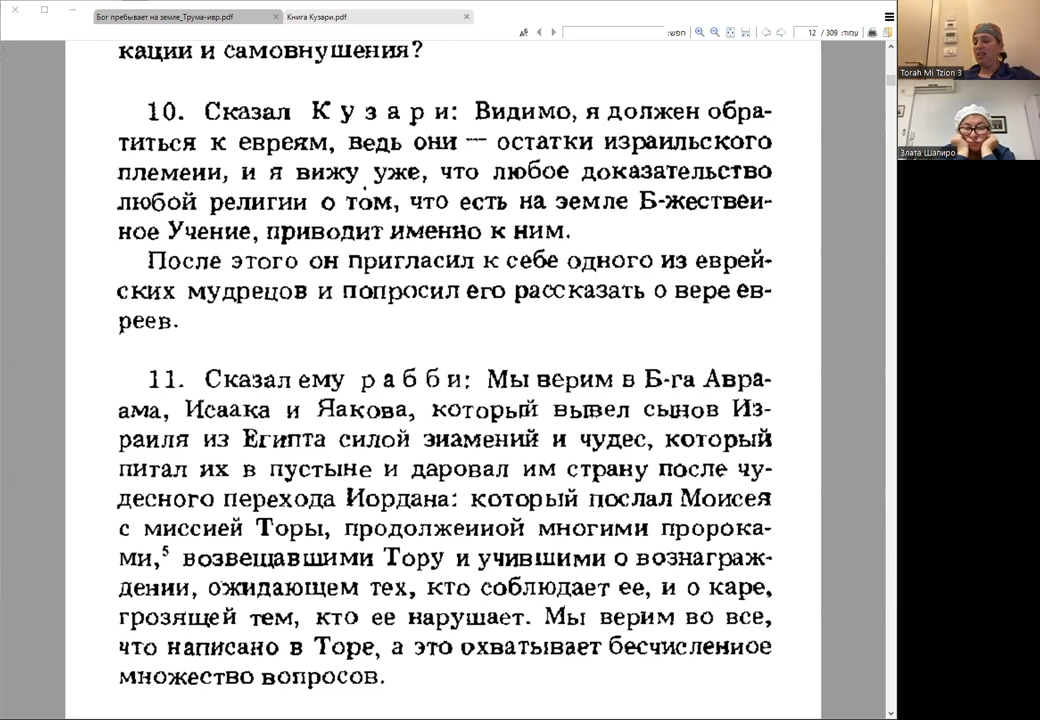 Бог пребывает на земле_Трума-ивр.pdf
Книга Кузари.pdf
חפש:
12 / 309
עמוד:
Torah Mi Tzion 3
Злата Шапиро
кации и самовнушения?
10. Сказал Кузари: Видимо, я должен обра-
титься к евреям, ведь они — остатки израильского
племени, и я вижу уже, что любое доказательство
любой религии о том, что есть на земле Б-жествен-
ное Учение, приводит именно к ним.
После этого он пригласил к себе одного из еврей-
ских мудрецов и попросил его рассказать о вере ев-
реев.
11. Сказал ему рабби: Мы верим в Б-га Авра-
ама, Исаака и Яакова, который вывел сынов Из-
раиля из Египта силой знамений и чудес, который
питал их в пустыне и даровал им страну после чу-
десного перехода Иордана: который послал Моисея
с миссией Торы, продолженной многими пророка-
ми,⁵ возвещавшими Тору и учившими о вознаграж-
дении, ожидающем тех, кто соблюдает ее, и о каре,
грозящей тем, кто ее нарушает. Мы верим во все,
что написано в Торе, а это охватывает бесчисленное
множество вопросов.